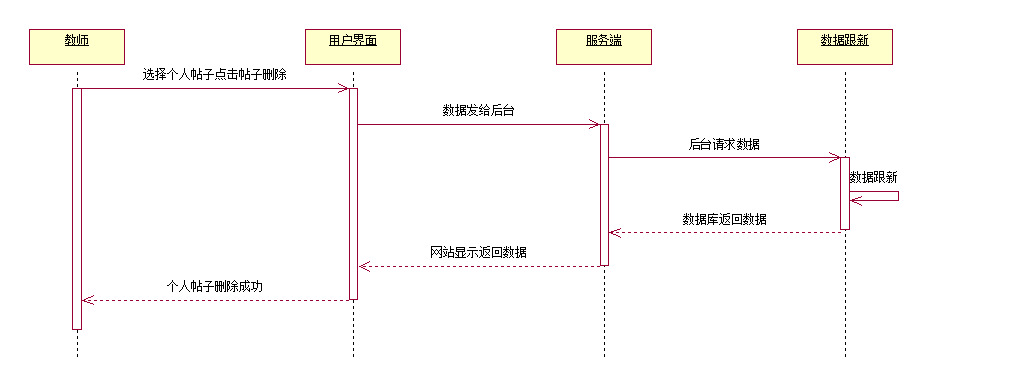 教师
用户界面
服务端
数据跟新
选择个人帖子点击帖子删除
数据发给后台
后台请求数据
数据跟新
数据库返回数据
网站显示返回数据
个人帖子删除成功